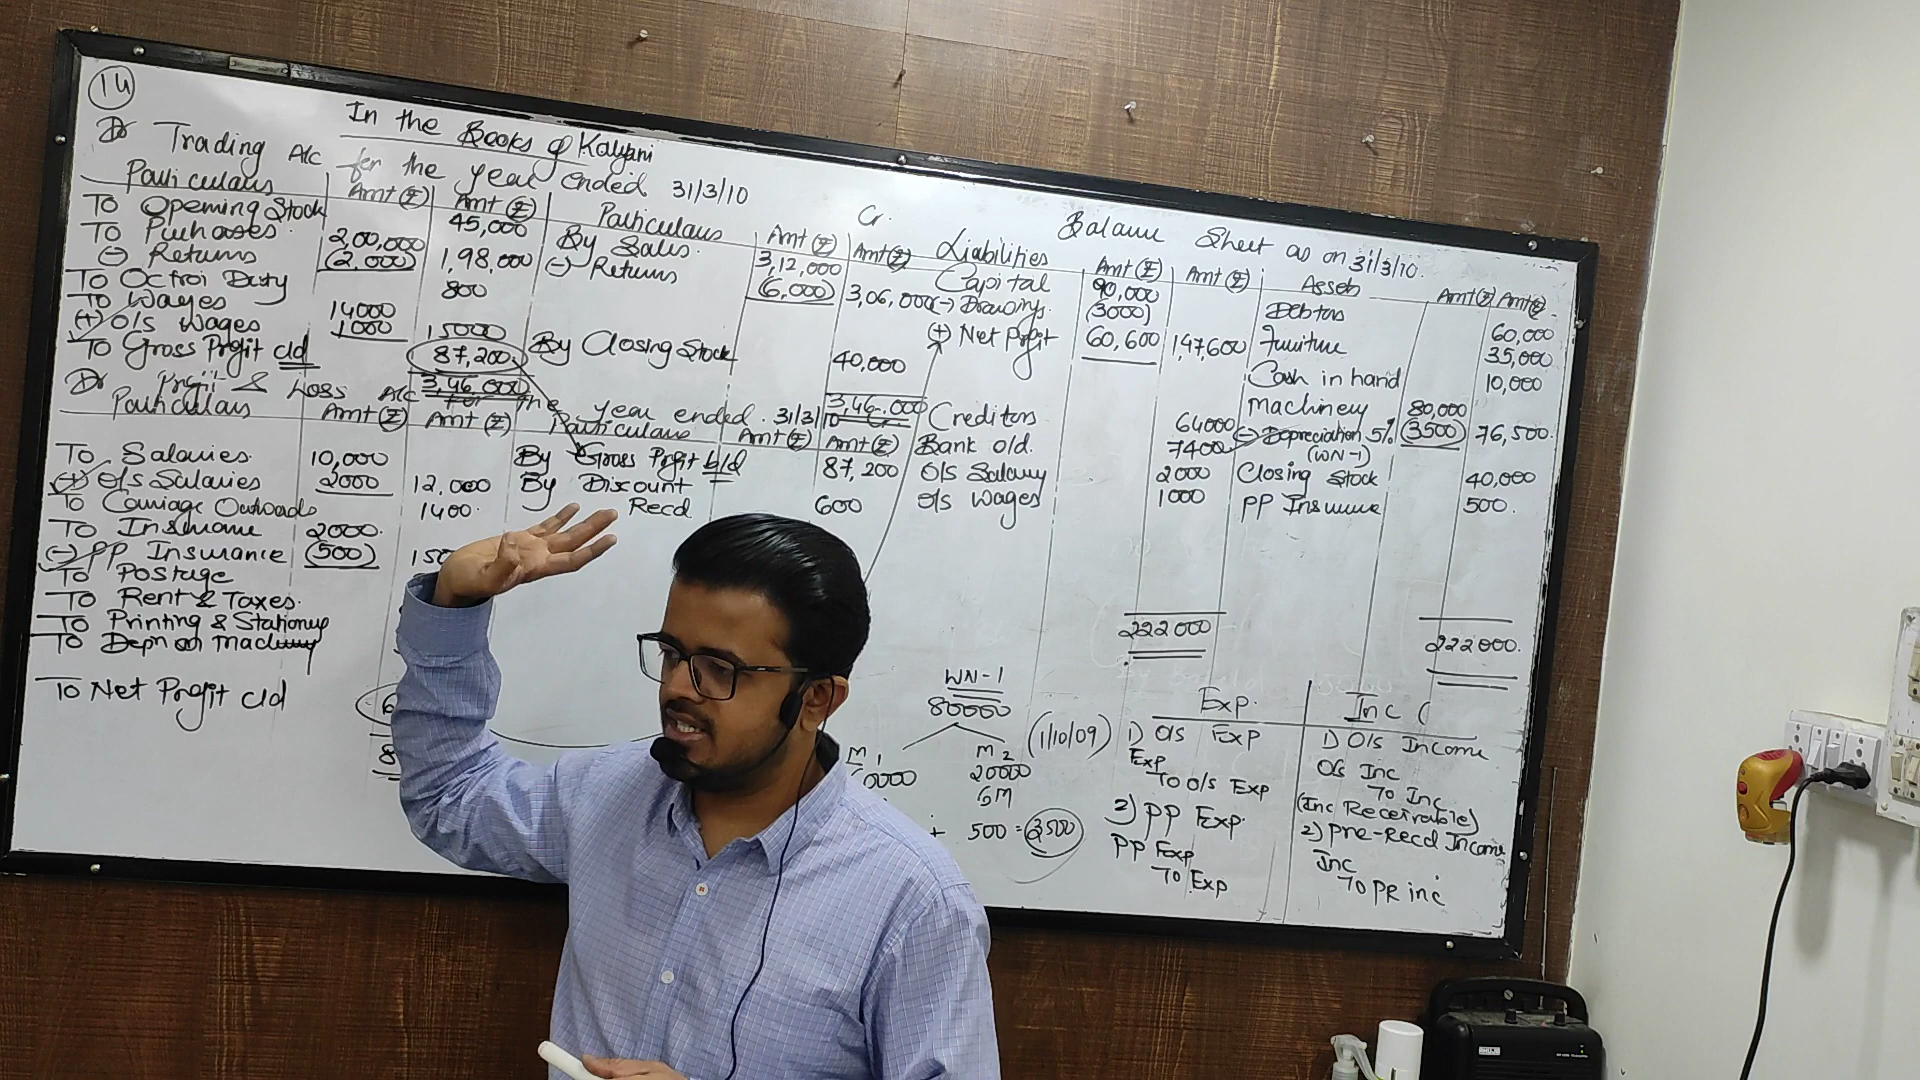 14
In the Books of Kalyani
Dr Trading A/c for the year ended 31/3/10 Cr.
Particulars Amt (₹) Amt (₹) Particulars Amt (₹) Amt (₹)
To Opening Stock 45,000 By Sales. 3,12,000
To Purchases. 2,00,000 (-) Returns (6,000) 3,06,000
(-) Returns (2,000) 1,98,000
To Octroi Duty 800
To Wages 14000
(+) O/s Wages 1000 15000 By Closing Stock 40,000
To Gross Profit c/d 87,200
3,46,000 3,46,000
Dr Profit & Loss A/c for the year ended. 31/3/10
Particulars Amt (₹) Amt (₹) Particulars Amt (₹) Amt (₹)
To Salaries 10,000 By Gross Profit b/d 87,200
(+) O/s Salaries 2000 12,000 By Discount
To Carriage Outwards 1400. Recd 600
To Insurance 2000.
(-) PP Insurance (500) 150
To Postage
To Rent & Taxes.
To Printing & Stationery
To Depn on Machinery
To Net Profit c/d 6
8
Balance Sheet as on 31/3/10.
Liabilities Amt (₹) Amt (₹) Assets Amt (₹) Amt (₹)
Capital 90,000 Debtors 60,000
(-) Drawings. (3000) Furniture 35,000
(+) Net Profit 60,600 1,47,600 Cash in hand 10,000
Creditors 64000 Machinery 80,000
Bank o/d. 7400 (-) Depreciation 5% (3500) 76,500.
(WN-1)
O/S Salary 2000 Closing Stock 40,000
O/s Wages 1000 PP Insurance 500.
222000 222000.
WN-1
80000
M1 M2 (1/10/09)
0000 20000
6M
+ 500 = 3500
Exp. Inc (
1) O/s Exp 1) O/s Income
Exp O/s Inc
To O/s Exp To Inc
(Inc Receivable)
2) PP Exp. 2) Pre-Recd Income
PP Exp Inc
To Exp To PR inc